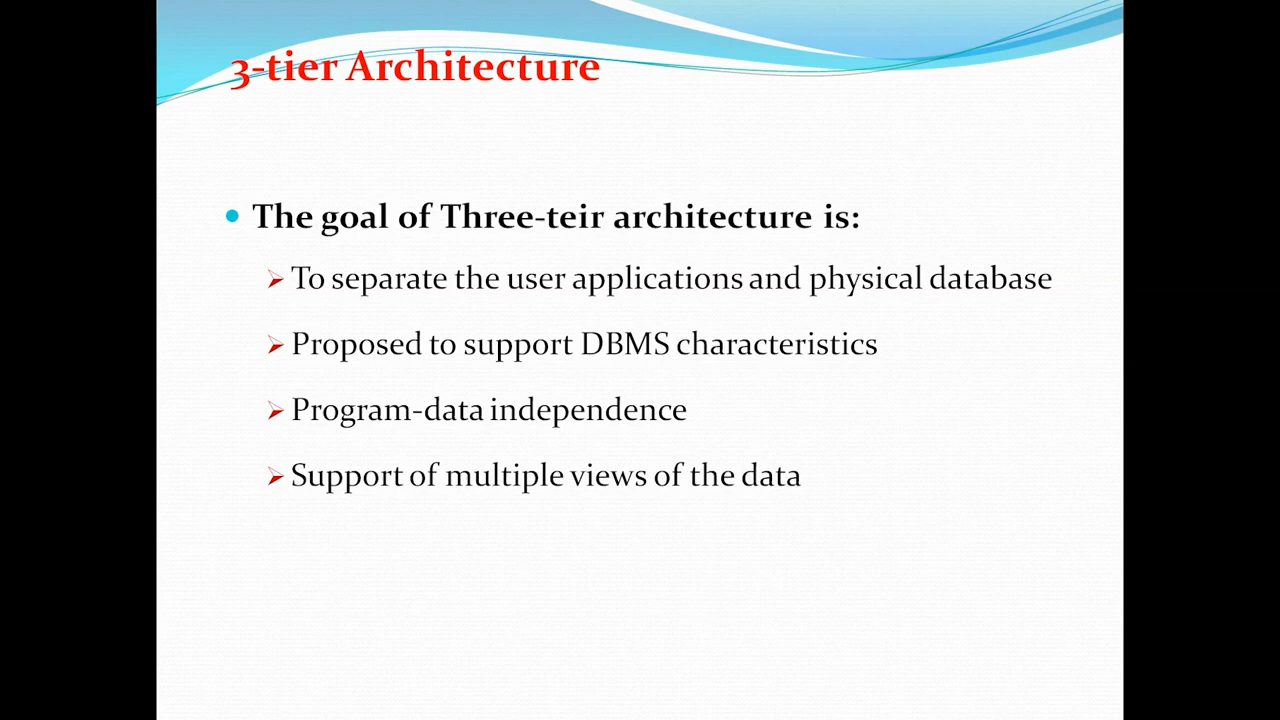 3-tier Architecture
The goal of Three-teir architecture is:
To separate the user applications and physical database
Proposed to support DBMS characteristics
Program-data independence
Support of multiple views of the data